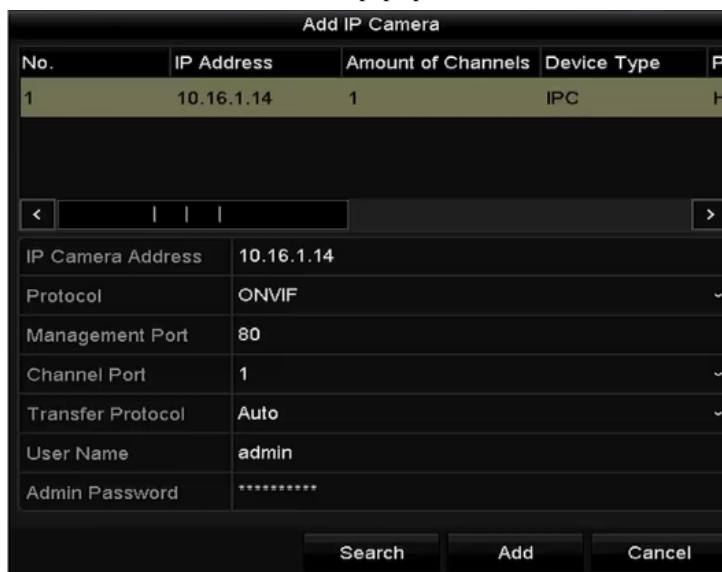 Add IP Camera
No. IP Address Amount of Channels Device Type P
1 10.16.1.14 1 IPC H
IP Camera Address 10.16.1.14
Protocol ONVIF
Management Port 80
Channel Port 1
Transfer Protocol Auto
User Name admin
Admin Password **********
Search Add Cancel